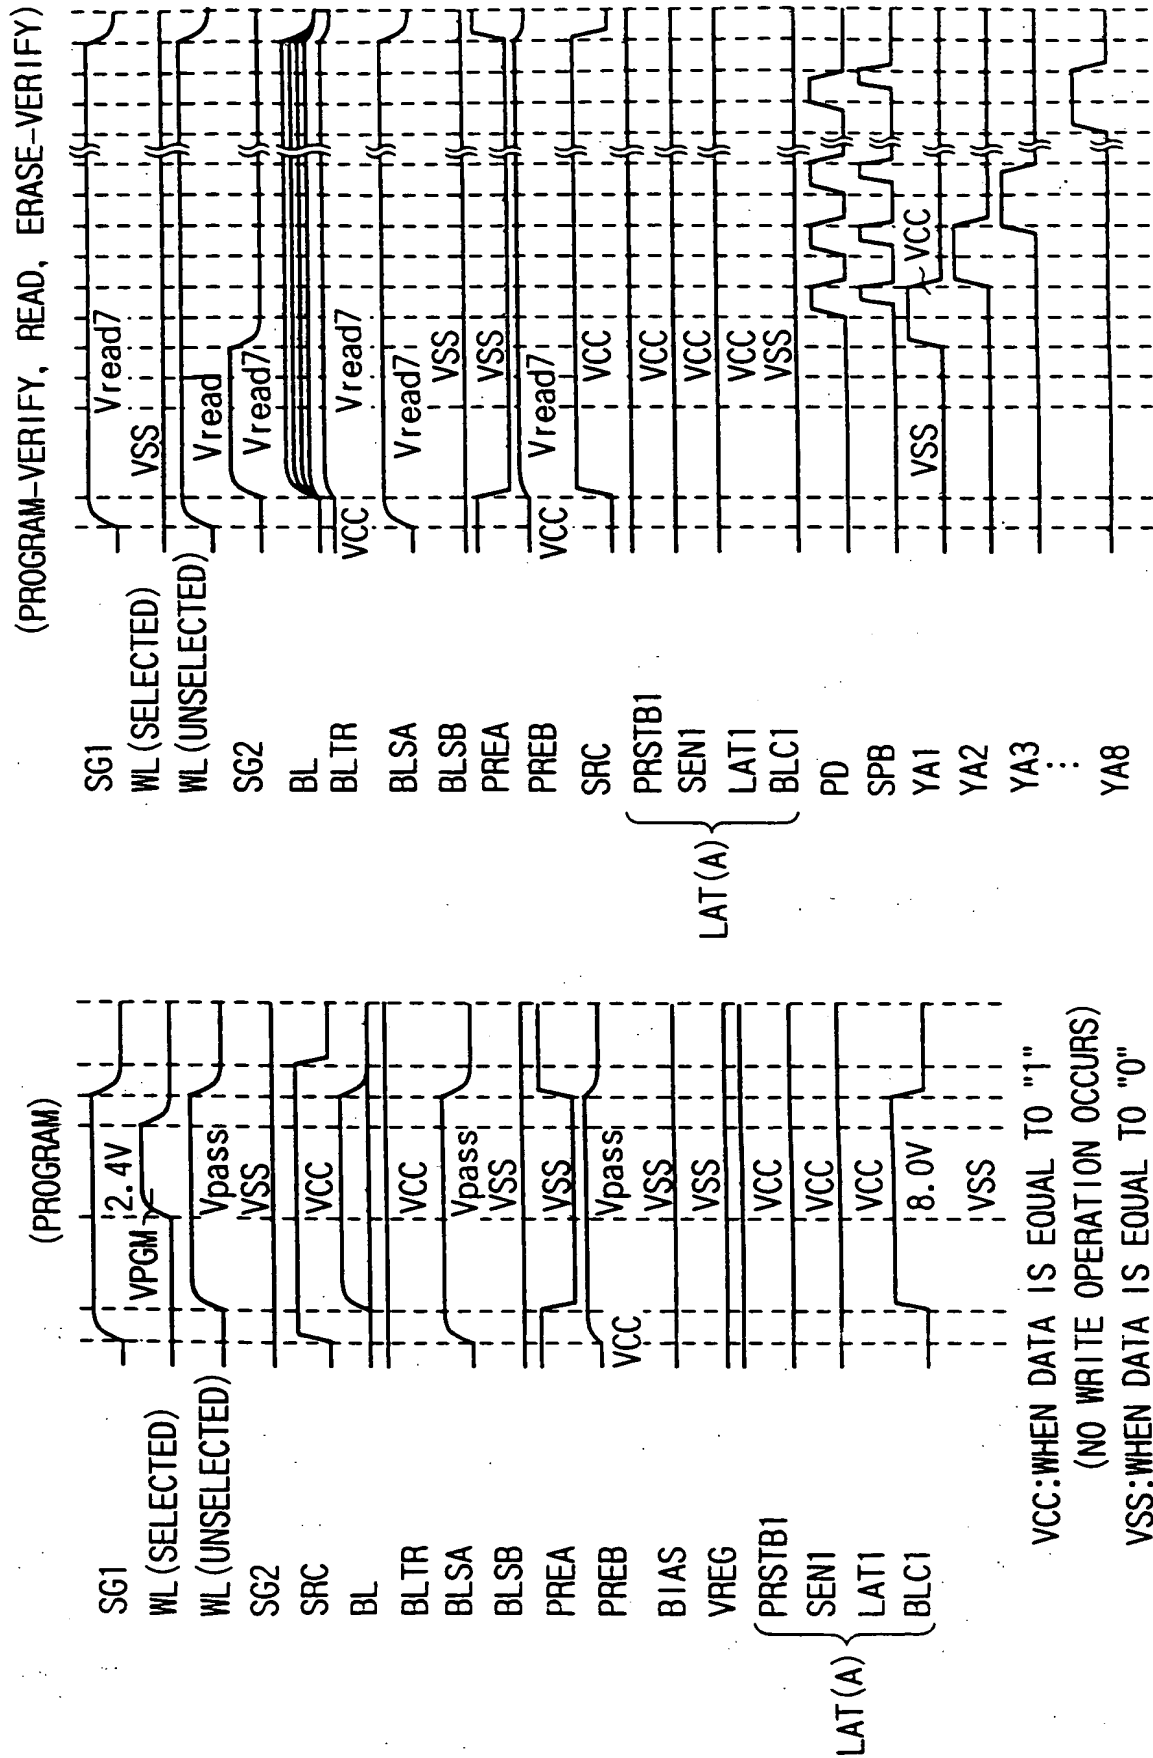 (PROGRAM)
SG1 2.4V
WL(SELECTED) VPGM
WL(UNSELECTED) Vpass
SG2 VSS
SRC VCC
BL
BLTR VCC
BLSA Vpass
BLSB VSS
PREA VSS
PREB VCC Vpass
BIAS VSS
VREG VSS
PRSTB1 VCC
SEN1 VCC
LAT(A)
LAT1 VCC
BLC1 8.0V
VSS
VCC:WHEN DATA IS EQUAL TO "1"
(NO WRITE OPERATION OCCURS)
VSS:WHEN DATA IS EQUAL TO "0"
(PROGRAM-VERIFY, READ, ERASE-VERIFY)
SG1 Vread7
WL(SELECTED) VSS
WL(UNSELECTED) Vread
SG2 Vread7
BL
BLTR VCC Vread7
BLSA Vread7
BLSB VSS
PREA VSS
PREB VCC Vread7
SRC VCC
PRSTB1 VCC
SEN1 VCC
LAT(A)
LAT1 VCC
BLC1 VSS
PD
SPB
YA1 VSS VCC
YA2
YA3
⋮
YA8